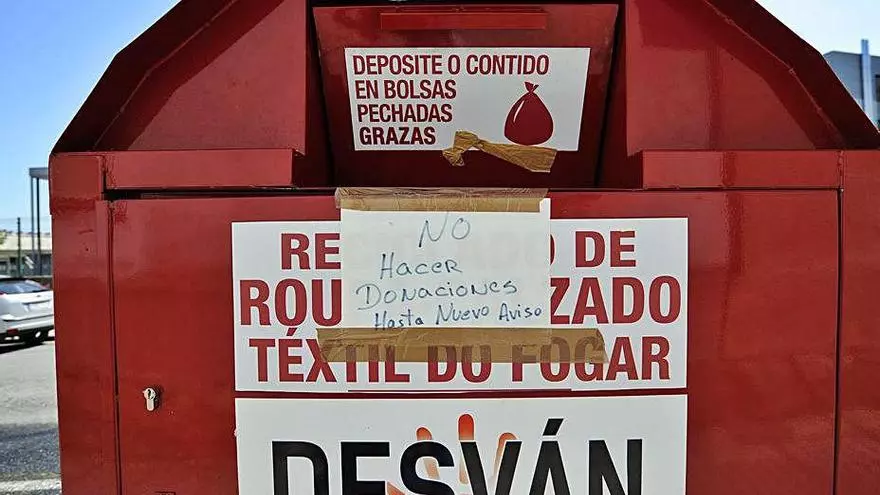 DEPOSITE O CONTIDO
EN BOLSAS
PECHADAS
GRAZAS
NO
Hacer
Donaciones
Hasta Nuevo Aviso
DO DE
ROU ZADO
TÉXTIL DO FOGAR
DESVÁN